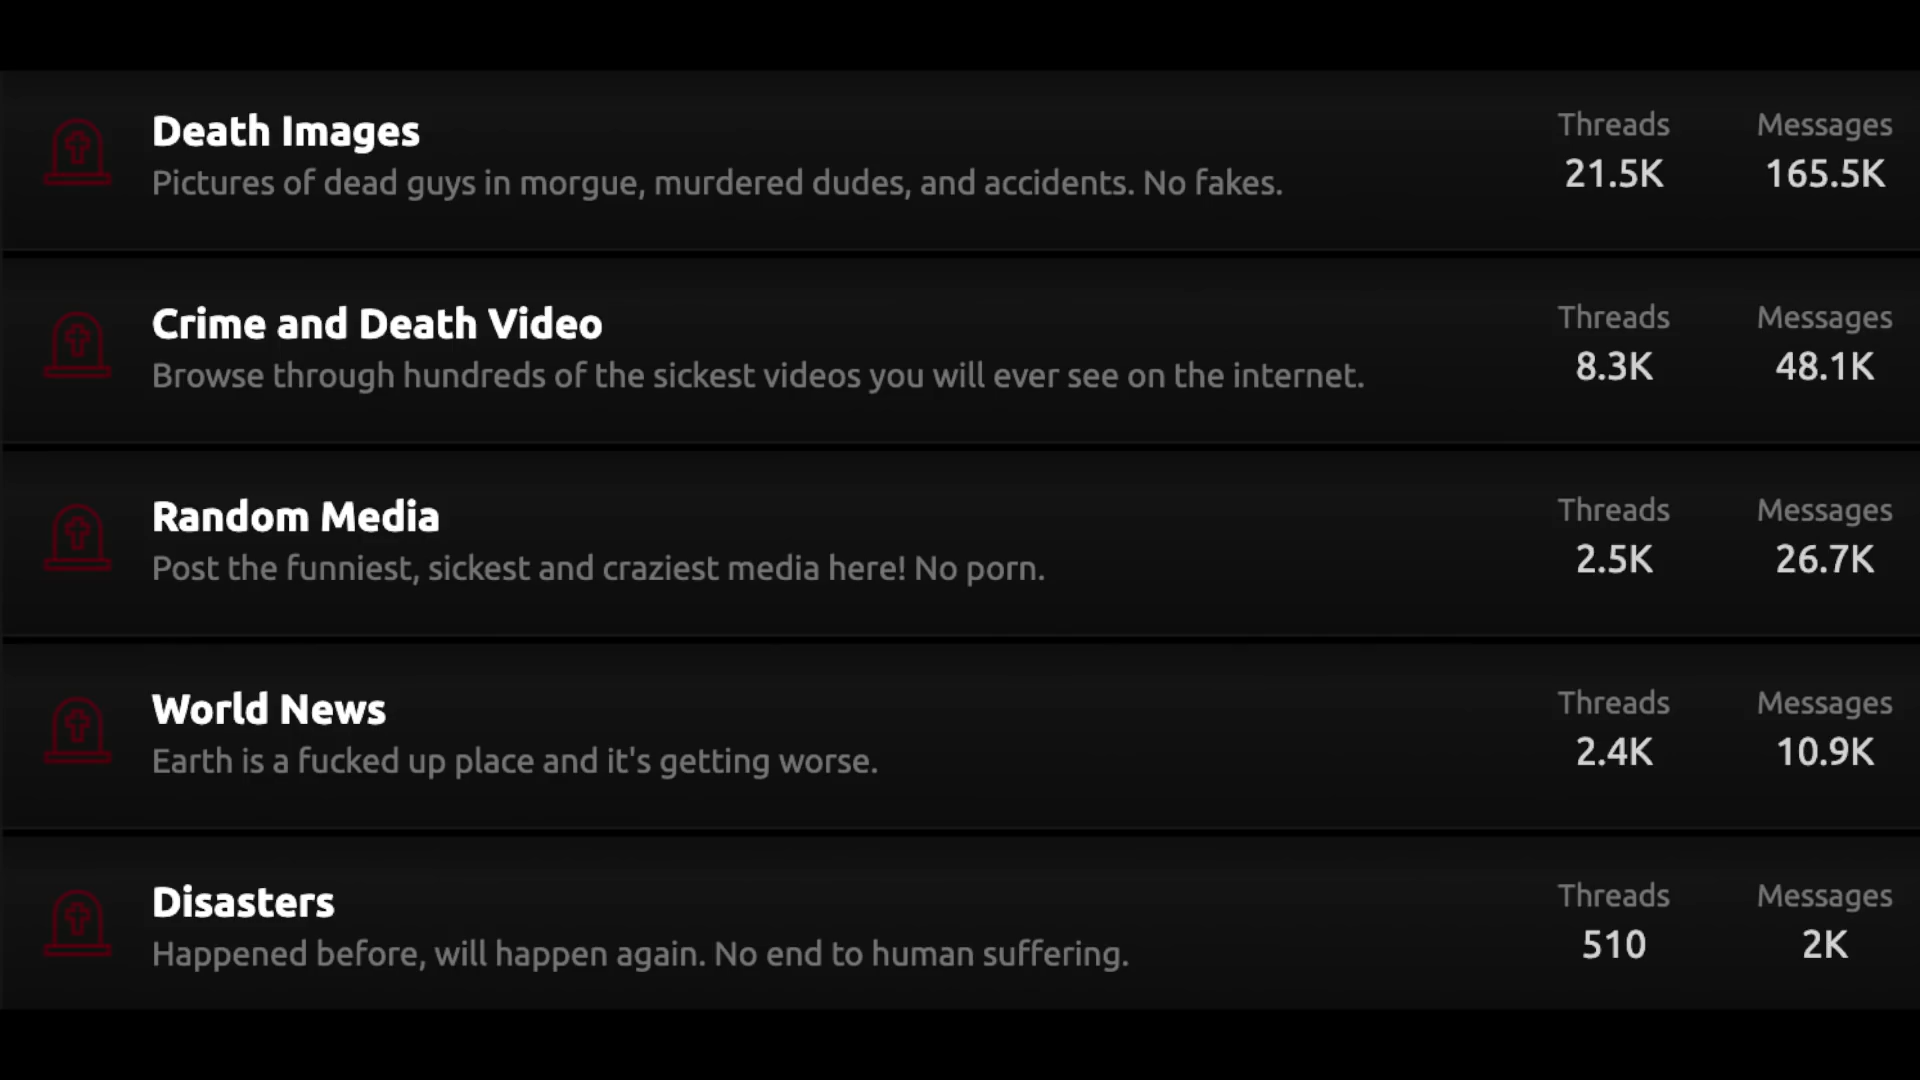 Death Images
Pictures of dead guys in morgue, murdered dudes, and accidents. No fakes.
Threads
21.5K
Messages
165.5K
Crime and Death Video
Browse through hundreds of the sickest videos you will ever see on the internet.
Threads
8.3K
Messages
48.1K
Random Media
Post the funniest, sickest and craziest media here! No porn.
Threads
2.5K
Messages
26.7K
World News
Earth is a fucked up place and it's getting worse.
Threads
2.4K
Messages
10.9K
Disasters
Happened before, will happen again. No end to human suffering.
Threads
510
Messages
2K